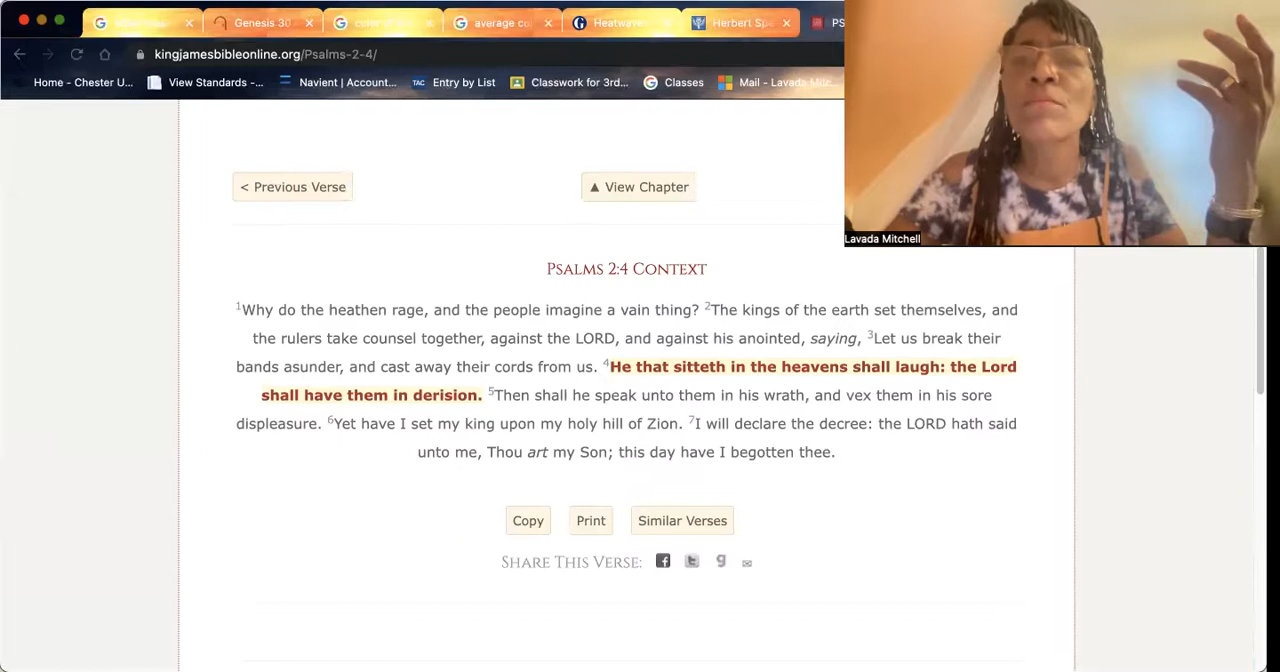 Genesis 30
average co
Heatwave
Herbert Spe
PS
kingjamesbibleonline.org/Psalms-2-4/
Home - Chester U... View Standards -... Navient | Account... TAC Entry by List Classwork for 3rd... Classes Mail - Lavada Mitc...
Lavada Mitchell
< Previous Verse ▲ View Chapter
Psalms 2:4 Context
1Why do the heathen rage, and the people imagine a vain thing? 2The kings of the earth set themselves, and
the rulers take counsel together, against the LORD, and against his anointed, saying, 3Let us break their
bands asunder, and cast away their cords from us. 4He that sitteth in the heavens shall laugh: the Lord
shall have them in derision. 5Then shall he speak unto them in his wrath, and vex them in his sore
displeasure. 6Yet have I set my king upon my holy hill of Zion. 7I will declare the decree: the LORD hath said
unto me, Thou art my Son; this day have I begotten thee.
Copy Print Similar Verses
Share This Verse: